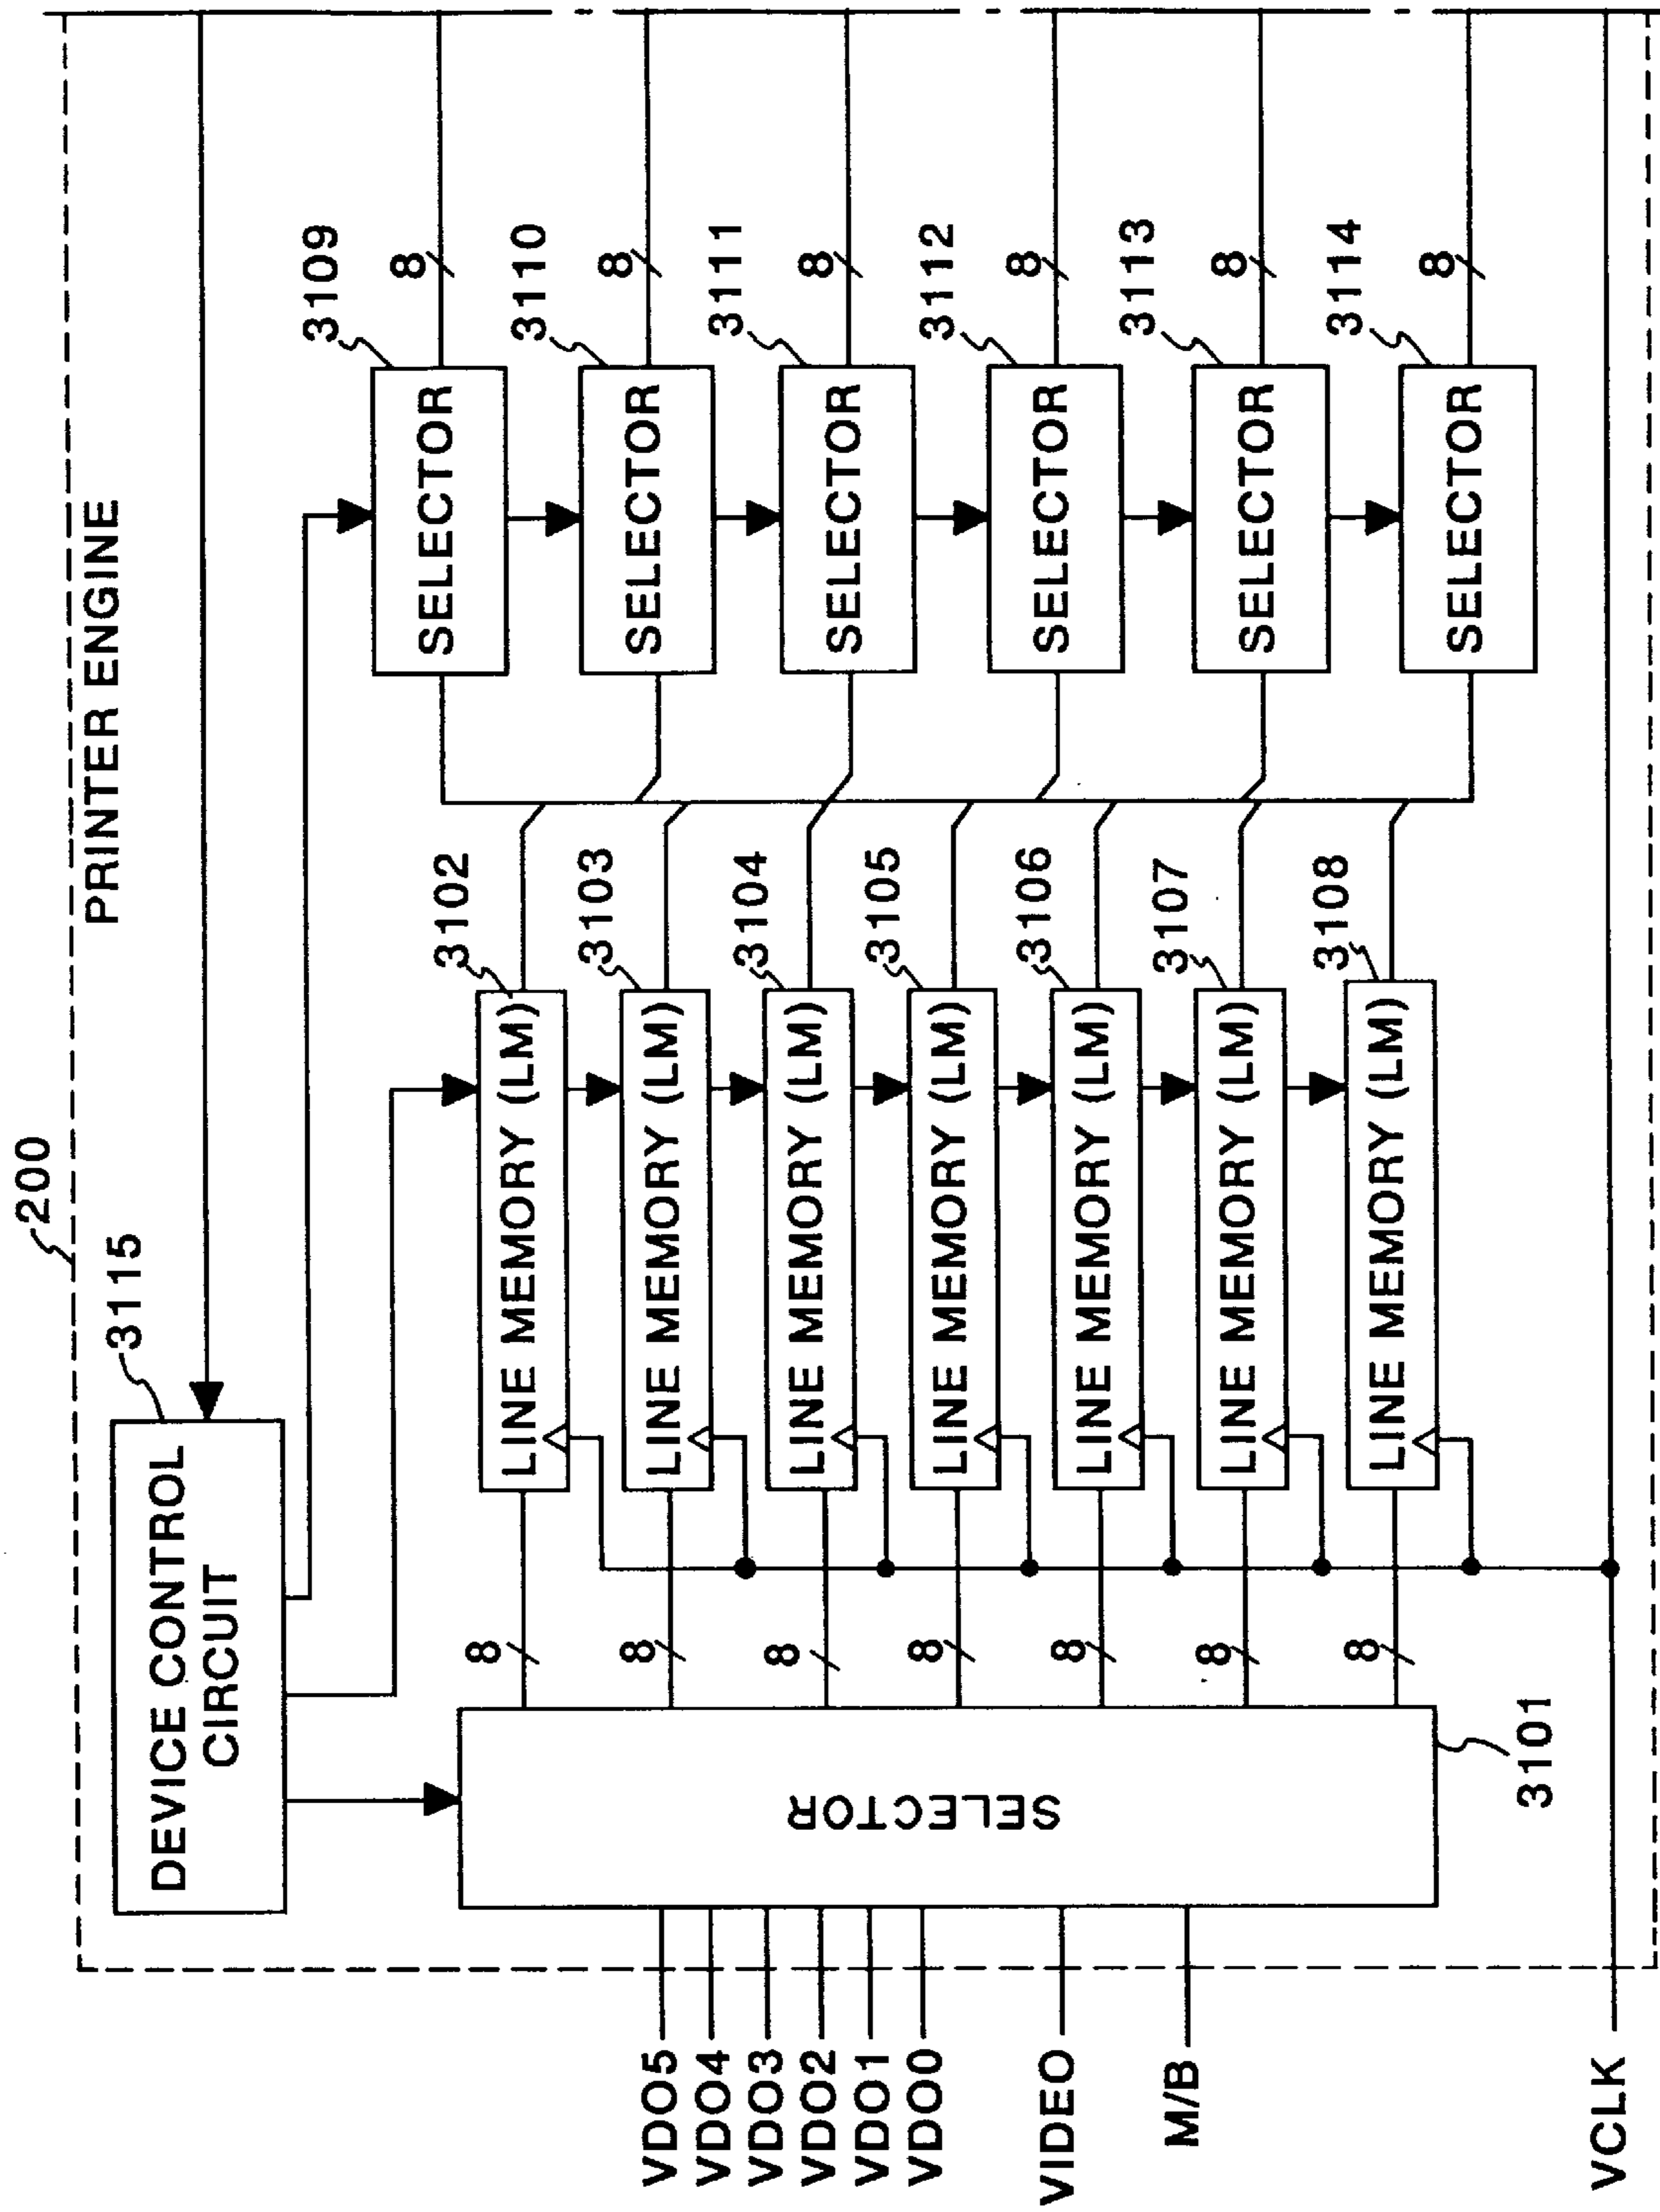 PRINTER ENGINE
200
3115
DEVICE CONTROL
CIRCUIT
3109
SELECTOR
8
3110
SELECTOR
8
3111
SELECTOR
8
3112
SELECTOR
8
3113
SELECTOR
8
3114
SELECTOR
8
3102
LINE MEMORY (LM)
8
3103
LINE MEMORY (LM)
8
3104
LINE MEMORY (LM)
8
3105
LINE MEMORY (LM)
8
3106
LINE MEMORY (LM)
8
3107
LINE MEMORY (LM)
8
3108
LINE MEMORY (LM)
8
SELECTOR
3101
VDO5
VDO4
VDO3
VDO2
VDO1
VDO0
VIDEO
M/B
VCLK